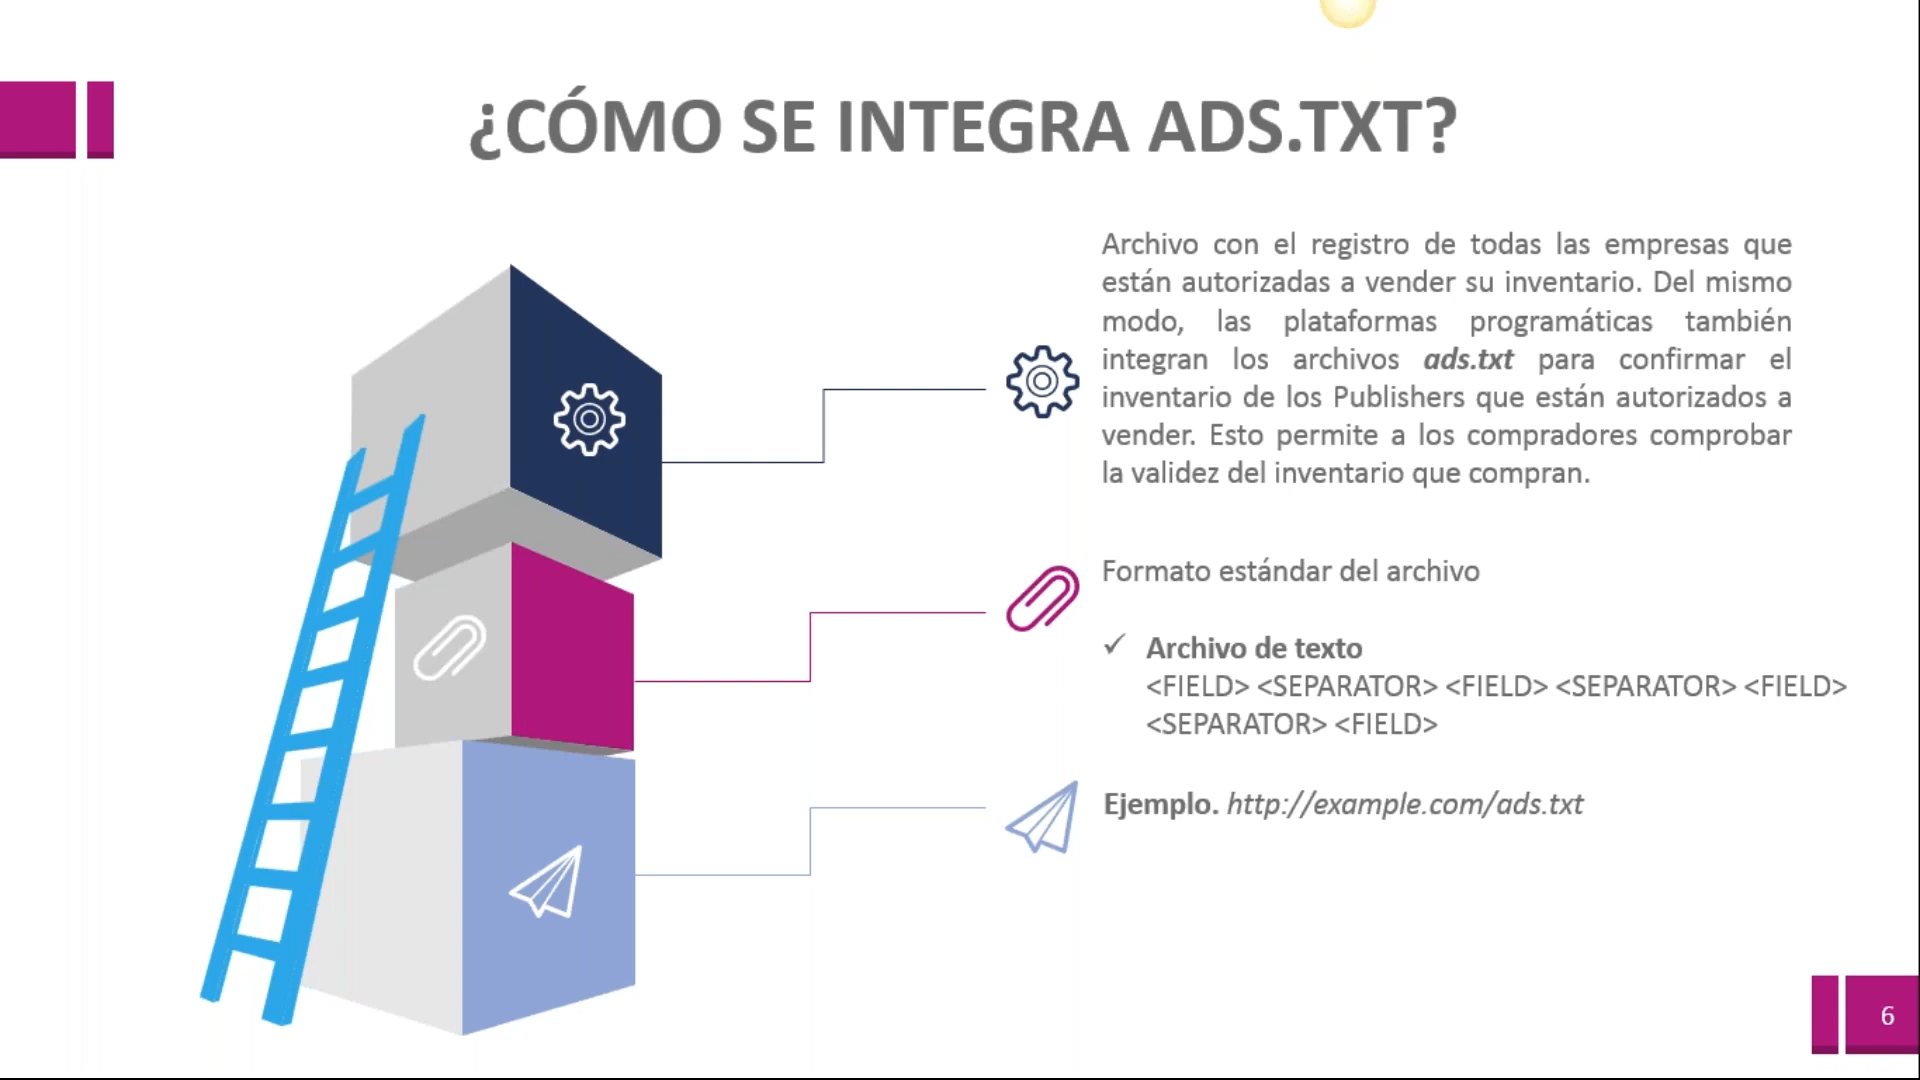 ¿CÓMO SE INTEGRA ADS.TXT?
Archivo con el registro de todas las empresas que
están autorizadas a vender su inventario. Del mismo
modo, las plataformas programáticas también
integran los archivos ads.txt para confirmar el
inventario de los Publishers que están autorizados a
vender. Esto permite a los compradores comprobar
la validez del inventario que compran.
Formato estándar del archivo
✓ Archivo de texto
<FIELD> <SEPARATOR> <FIELD> <SEPARATOR> <FIELD>
<SEPARATOR> <FIELD>
Ejemplo. http://example.com/ads.txt
6